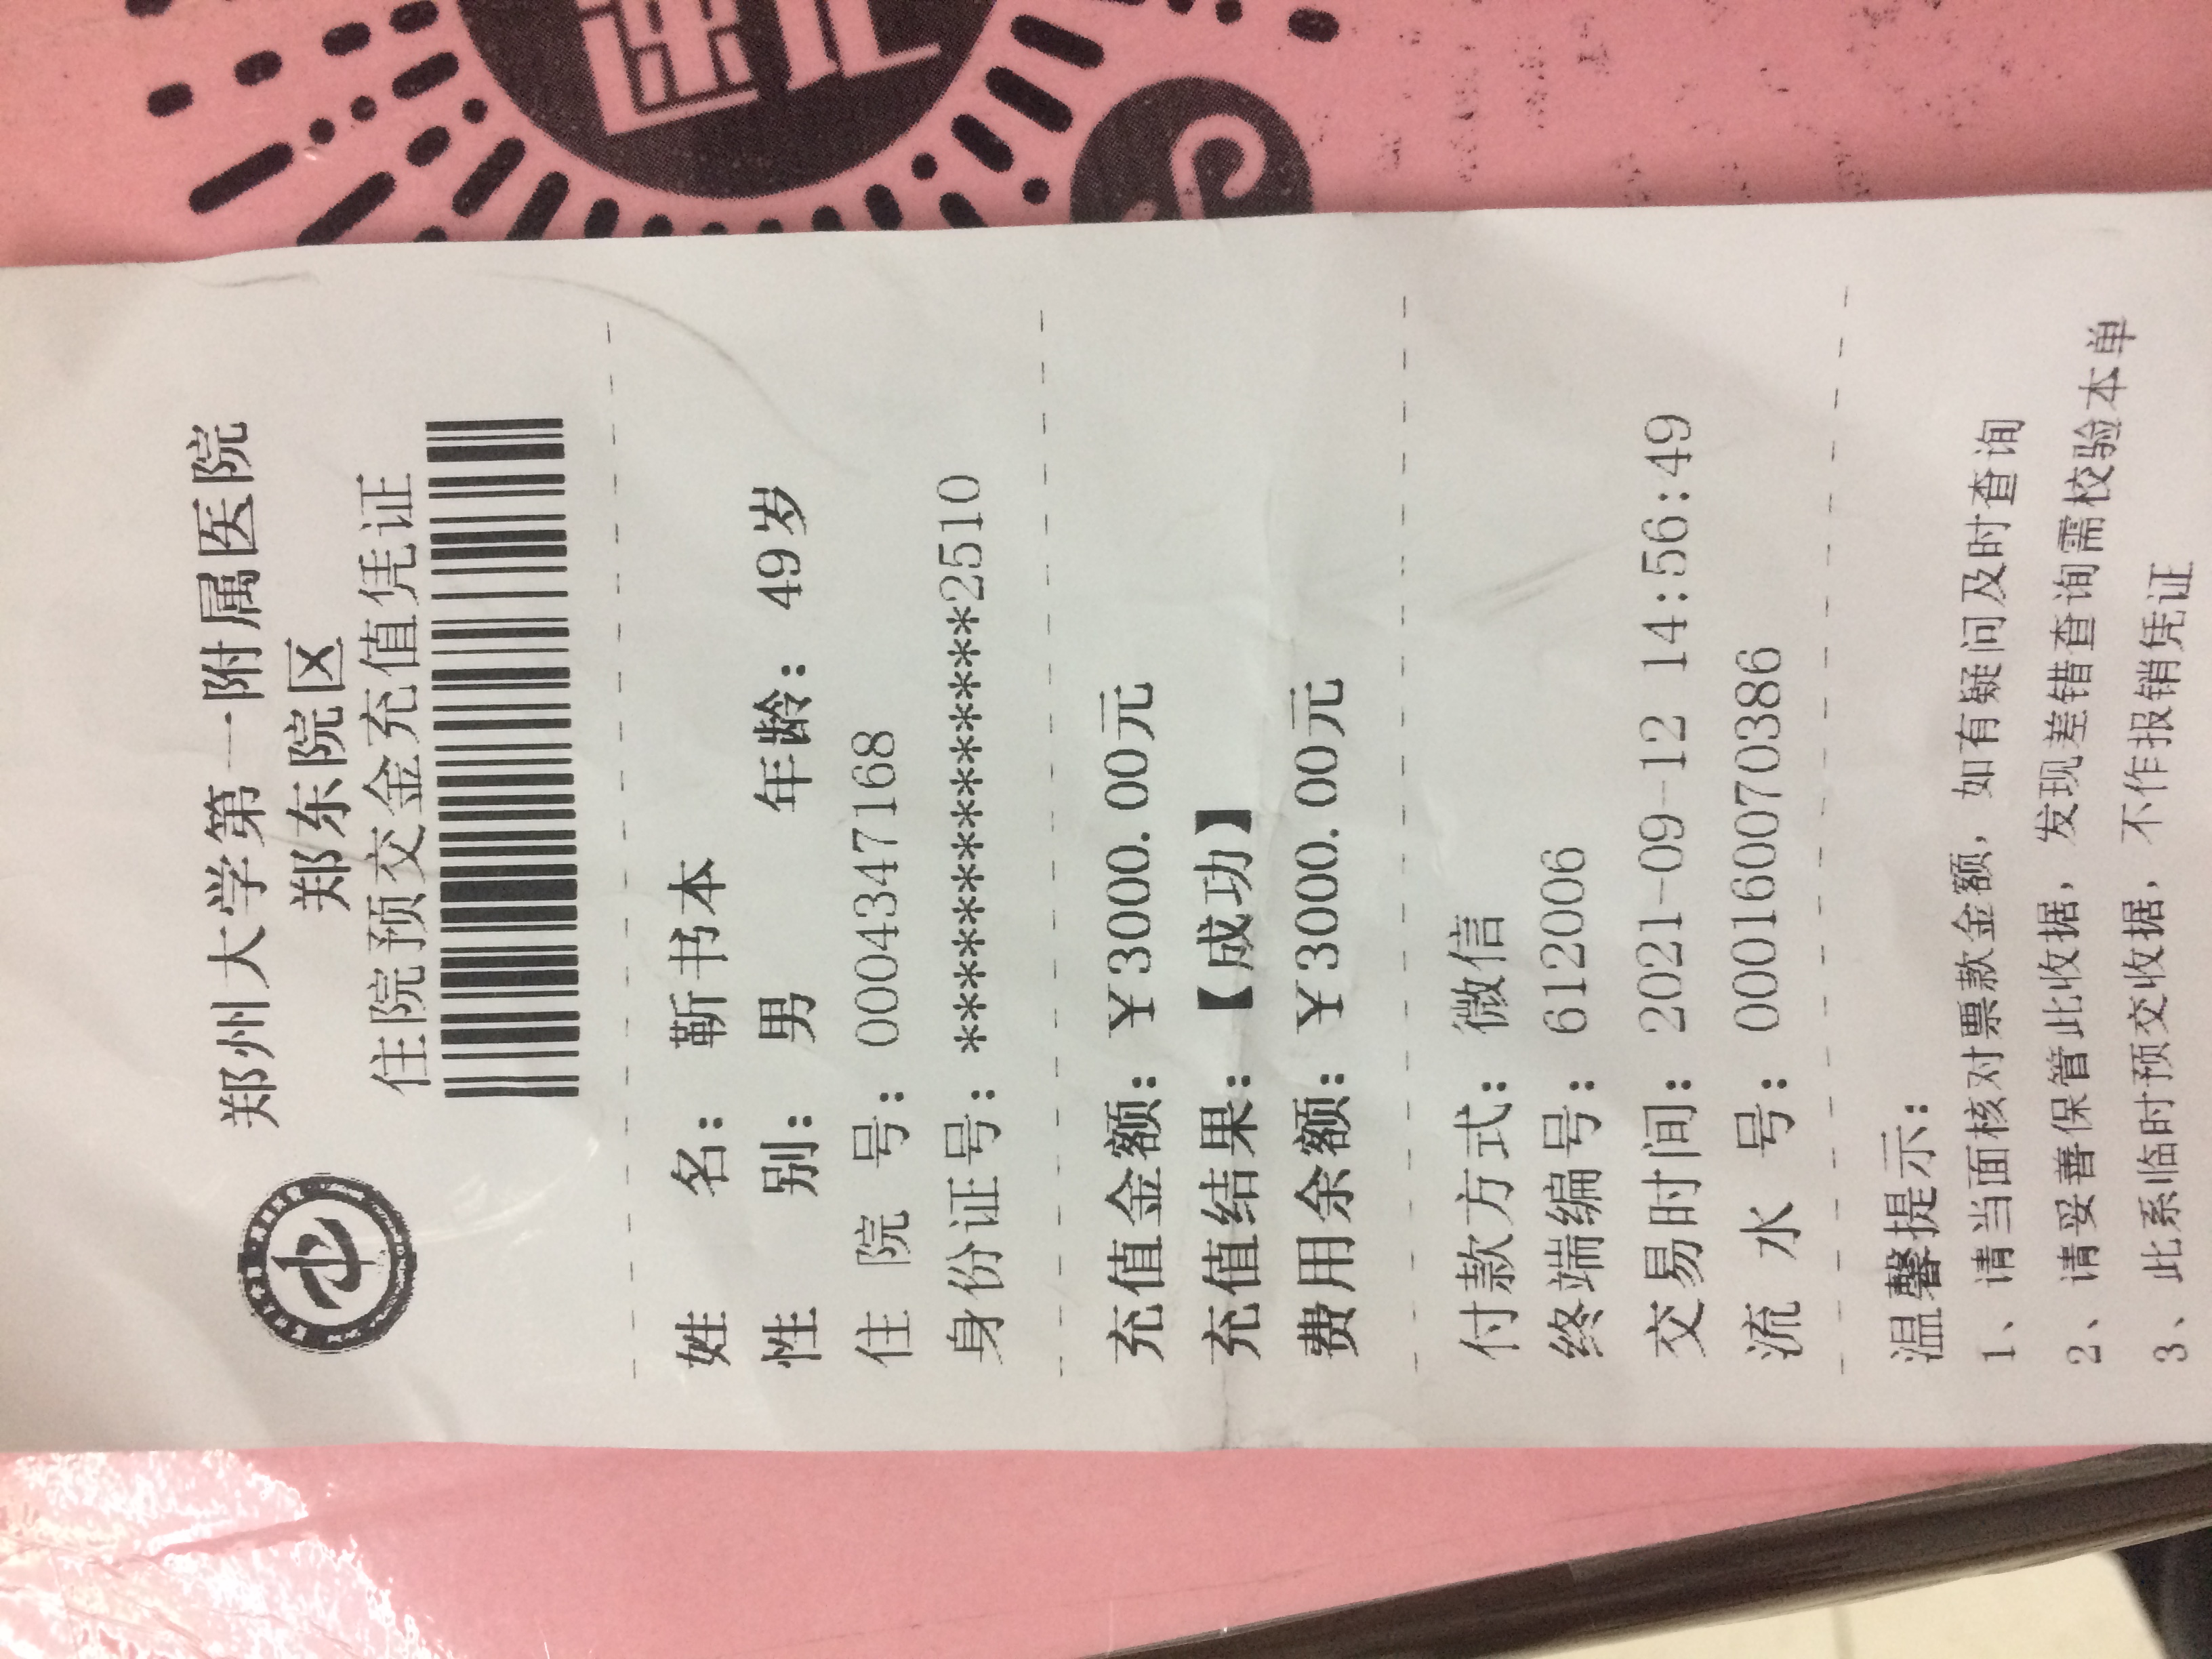 郑州大学第一附属医院
郑东院区
住院预交金充值凭证
姓名：靳书本
性别：男 年龄：49岁
住院号：0004347168
身份证号：**************2510
充值金额：￥3000.00元
充值结果：【成功】
费用余额：￥3000.00元
付款方式：微信
终端编号：612006
交易时间：2021-09-12 14:56:49
流水号：000160070386
温馨提示：
1、请当面核对票款金额，如有疑问及时查询
2、请妥善保管此收据，发现差错查询需校验本单
3、此系临时预交收据，不作报销凭证